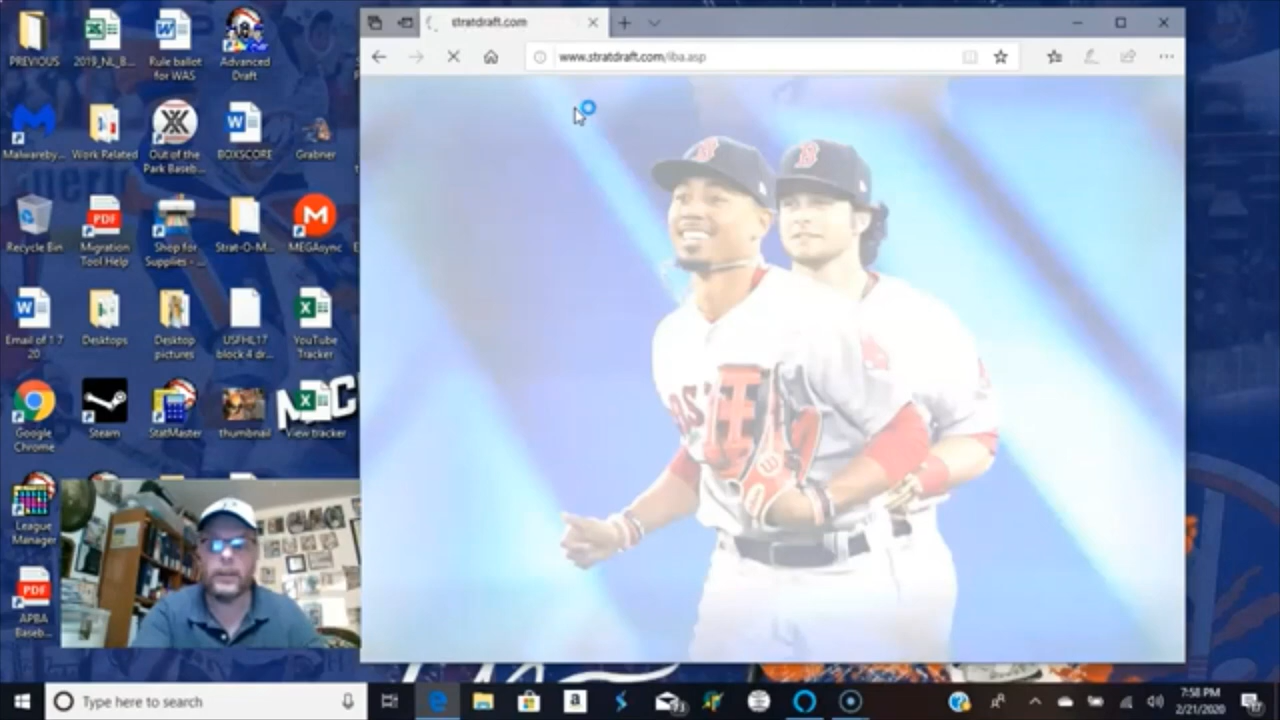 stratdraft.com
www.stratdraft.com/iba.asp
PREVIOUS
2019_NL_B...
Rule ballot
for WAS
Advanced
Draft
Malwareby...
Work Related
Out of the
Park Baseb...
BOXSCORE
Grabner
Recycle Bin
PDF
Migration
Tool Help
Shop for
Supplies - ...
Strat-O-M...
MEGAsync
Email of 1 7
20
Desktops
Desktop
pictures
USFHL17
block 4 dr...
YouTube
Tracker
Google
Chrome
Steam
StatMaster
thumbnail
View tracker
League
Manager
PDF
APBA
Baseb...
Type here to search
7:58 PM
2/21/2020